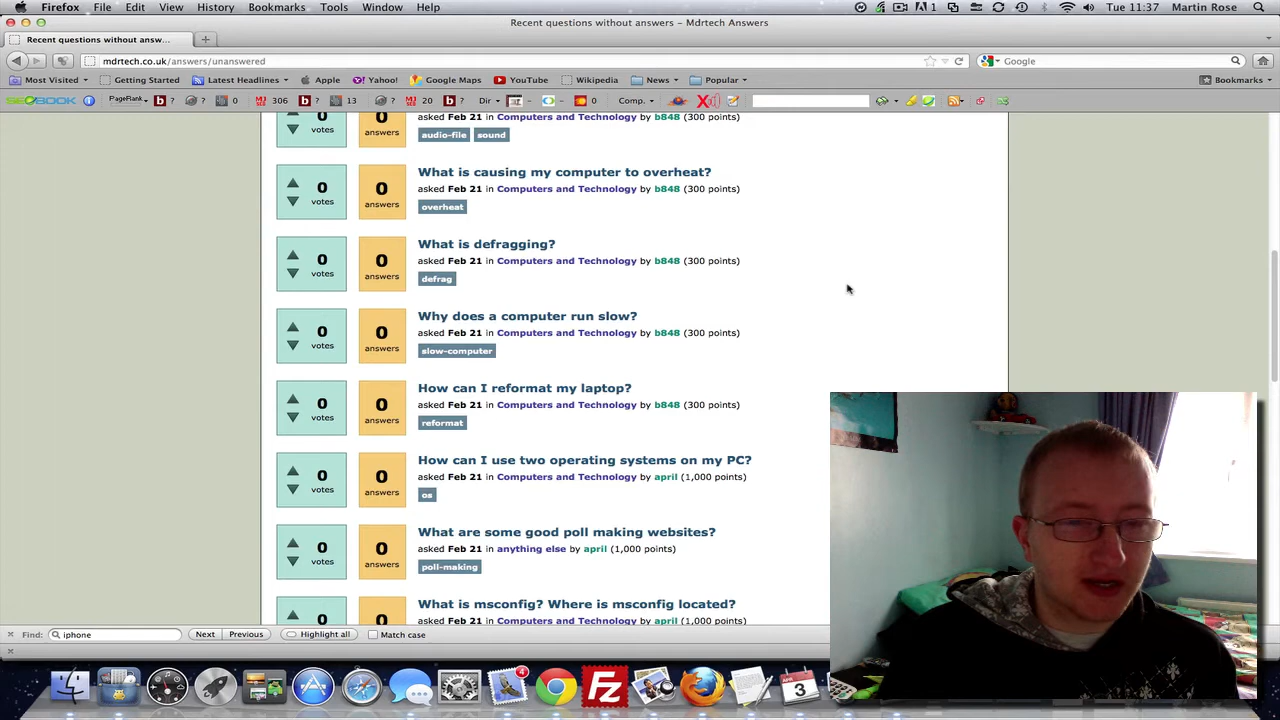 Firefox File Edit View History Bookmarks Tools Window Help 1 Tue 11:37 Martin Rose
Recent questions without answers – Mdrtech Answers
Recent questions without answ...
mdrtech.co.uk/answers/unanswered Google
Most Visited Getting Started Latest Headlines Apple Yahoo! Google Maps YouTube Wikipedia News Popular Bookmarks
SEOBOOK PageRank ? ? 0 306 ? 13 ? 20 ? Dir 0 Comp.
0 votes 0 answers asked Feb 21 in Computers and Technology by b848 (300 points)
audio-file sound
What is causing my computer to overheat?
0 votes 0 answers asked Feb 21 in Computers and Technology by b848 (300 points)
overheat
What is defragging?
0 votes 0 answers asked Feb 21 in Computers and Technology by b848 (300 points)
defrag
Why does a computer run slow?
0 votes 0 answers asked Feb 21 in Computers and Technology by b848 (300 points)
slow-computer
How can I reformat my laptop?
0 votes 0 answers asked Feb 21 in Computers and Technology by b848 (300 points)
reformat
How can I use two operating systems on my PC?
0 votes 0 answers asked Feb 21 in Computers and Technology by april (1,000 points)
os
What are some good poll making websites?
0 votes 0 answers asked Feb 21 in anything else by april (1,000 points)
poll-making
What is msconfig? Where is msconfig located?
0 0 asked Feb 21 in Computers and Technology by april (1,000 points)
Find: iphone Next Previous Highlight all Match case
4 Fz APR 3